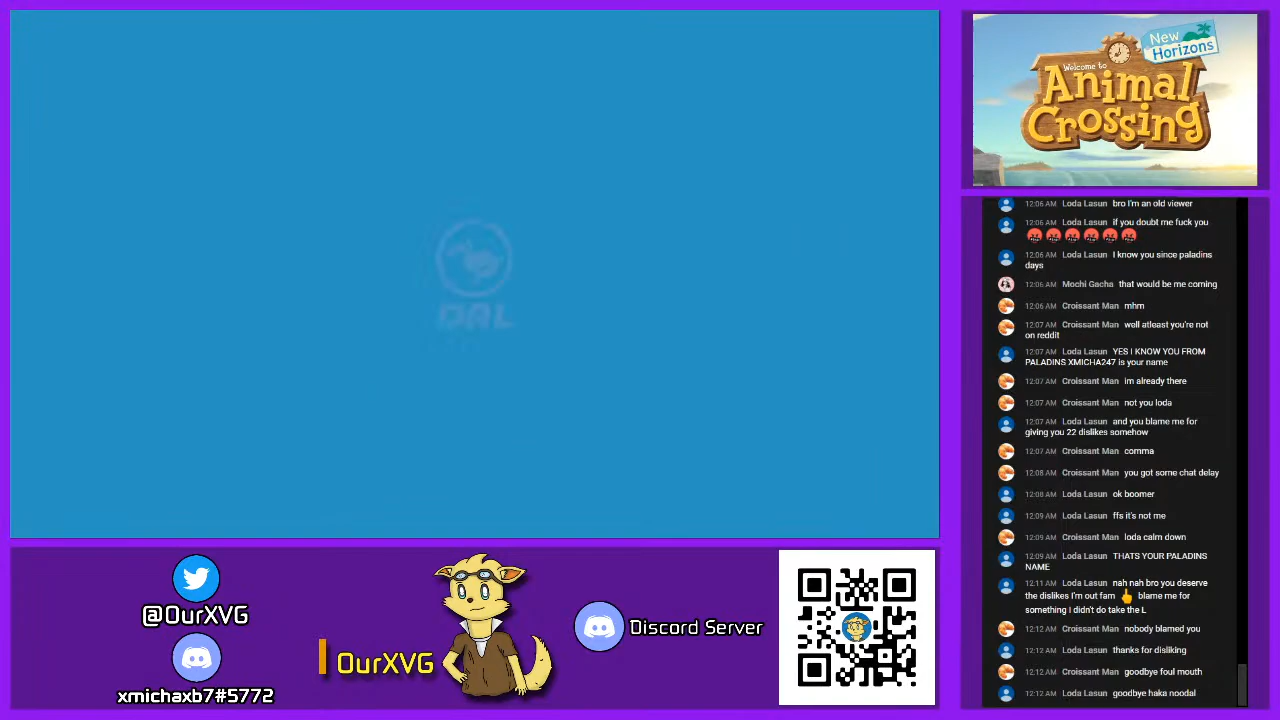 DAL
Welcome to
Animal
Crossing
New
Horizons
12:06 AM Loda Lasun bro I'm an old viewer
12:06 AM Loda Lasun if you doubt me fuck you
12:06 AM Loda Lasun I know you since paladins
days
12:06 AM Mochi Gacha that would be me coming
12:06 AM Croissant Man mhm
12:07 AM Croissant Man well atleast you're not
on reddit
12:07 AM Loda Lasun YES I KNOW YOU FROM
PALADINS XMICHA247 is your name
12:07 AM Croissant Man im already there
12:07 AM Croissant Man not you loda
12:07 AM Loda Lasun and you blame me for
giving you 22 dislikes somehow
12:07 AM Croissant Man comma
12:08 AM Croissant Man you got some chat delay
12:08 AM Loda Lasun ok boomer
12:09 AM Loda Lasun ffs it's not me
12:09 AM Croissant Man loda calm down
12:09 AM Loda Lasun THATS YOUR PALADINS
NAME
12:11 AM Loda Lasun nah nah bro you deserve
the dislikes I'm out fam 👆 blame me for
something I didn't do take the L
12:12 AM Croissant Man nobody blamed you
12:12 AM Loda Lasun thanks for disliking
12:12 AM Croissant Man goodbye foul mouth
12:12 AM Loda Lasun goodbye haka noodal
@OurXVG
xmichaxb7#5772
OurXVG
Discord Server